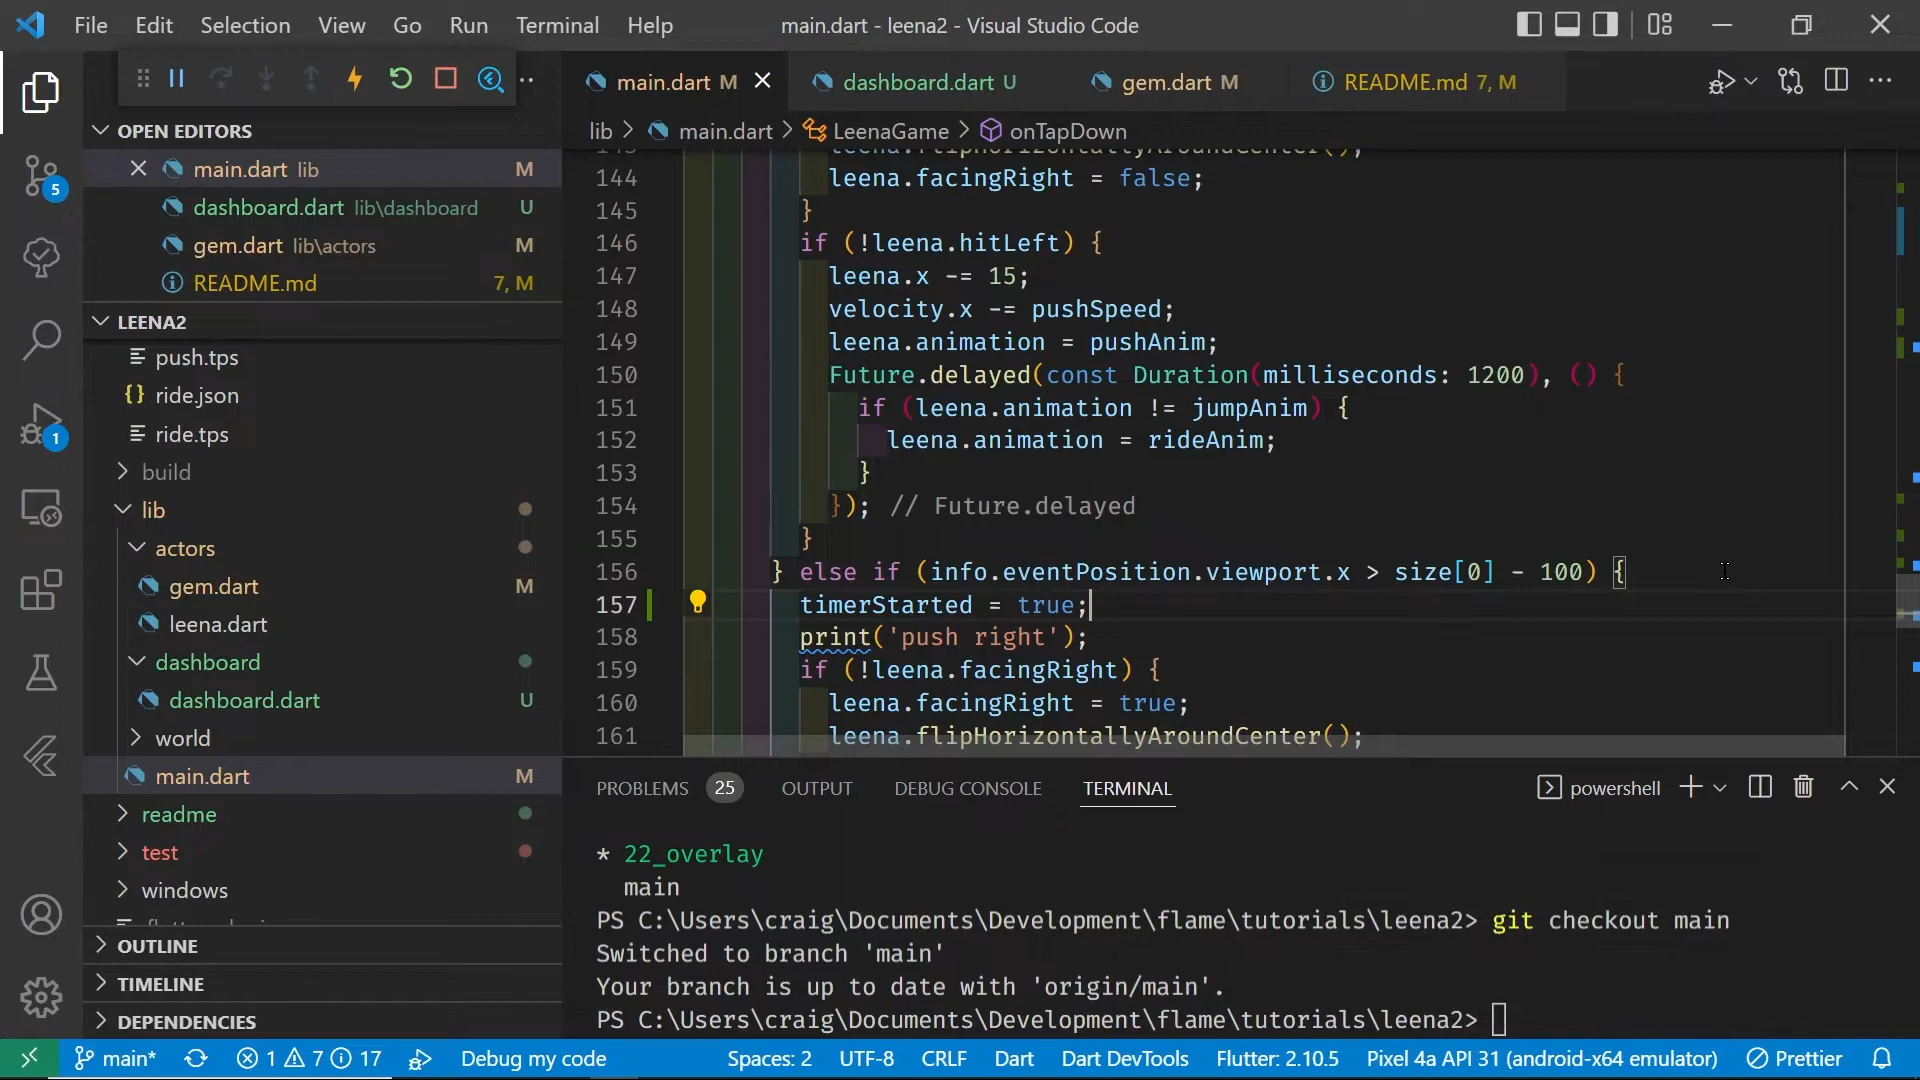 File Edit Selection View Go Run Terminal Help main.dart - leena2 - Visual Studio Code
main.dart M dashboard.dart U gem.dart M README.md 7, M
OPEN EDITORS
main.dart lib M
dashboard.dart lib\dashboard U
gem.dart lib\actors M
README.md 7, M
LEENA2
push.tps
{} ride.json
ride.tps
build
lib
actors
gem.dart M
leena.dart
dashboard
dashboard.dart U
world
main.dart M
readme
test
windows
OUTLINE
TIMELINE
DEPENDENCIES
5
1
lib > main.dart > LeenaGame > onTapDown
leena.flipHorizontallyAroundCenter();
144 leena.facingRight = false;
145 }
146 if (!leena.hitLeft) {
147 leena.x -= 15;
148 velocity.x -= pushSpeed;
149 leena.animation = pushAnim;
150 Future.delayed(const Duration(milliseconds: 1200), () {
151 if (leena.animation != jumpAnim) {
152 leena.animation = rideAnim;
153 }
154 }); // Future.delayed
155 }
156 } else if (info.eventPosition.viewport.x > size[0] - 100) {
157 timerStarted = true;
158 print('push right');
159 if (!leena.facingRight) {
160 leena.facingRight = true;
161 leena.flipHorizontallyAroundCenter();
PROBLEMS 25 OUTPUT DEBUG CONSOLE TERMINAL powershell
* 22_overlay
main
PS C:\Users\craig\Documents\Development\flame\tutorials\leena2> git checkout main
Switched to branch 'main'
Your branch is up to date with 'origin/main'.
PS C:\Users\craig\Documents\Development\flame\tutorials\leena2>
main* 1 7 17 Debug my code Spaces: 2 UTF-8 CRLF Dart Dart DevTools Flutter: 2.10.5 Pixel 4a API 31 (android-x64 emulator) Prettier